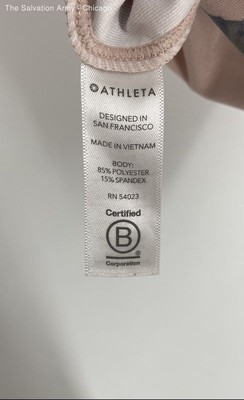 The Salvation Army - Chicago
ATHLETA
DESIGNED IN
SAN FRANCISCO
MADE IN VIETNAM
BODY:
85% POLYESTER
15% SPANDEX
RN 54023
Certified
B
Corporation